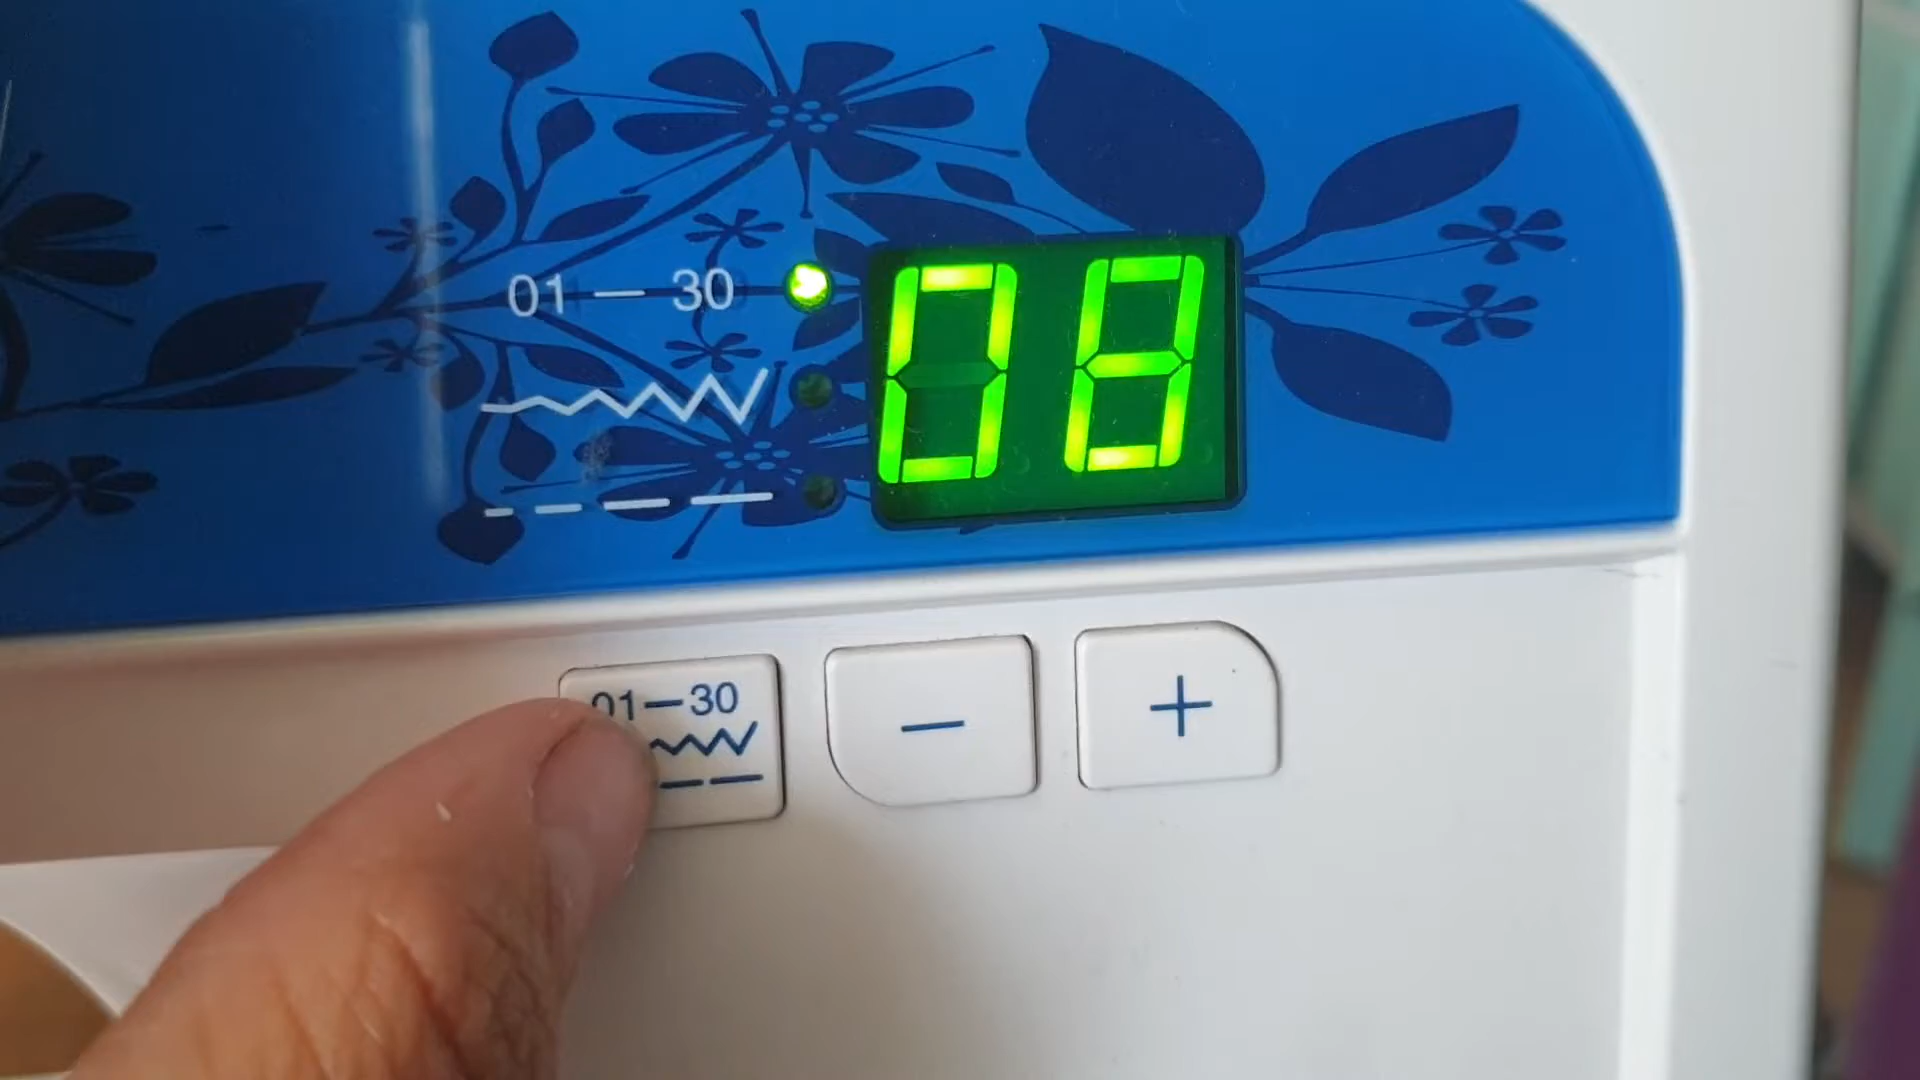 01 — 30
08
01—30
— +